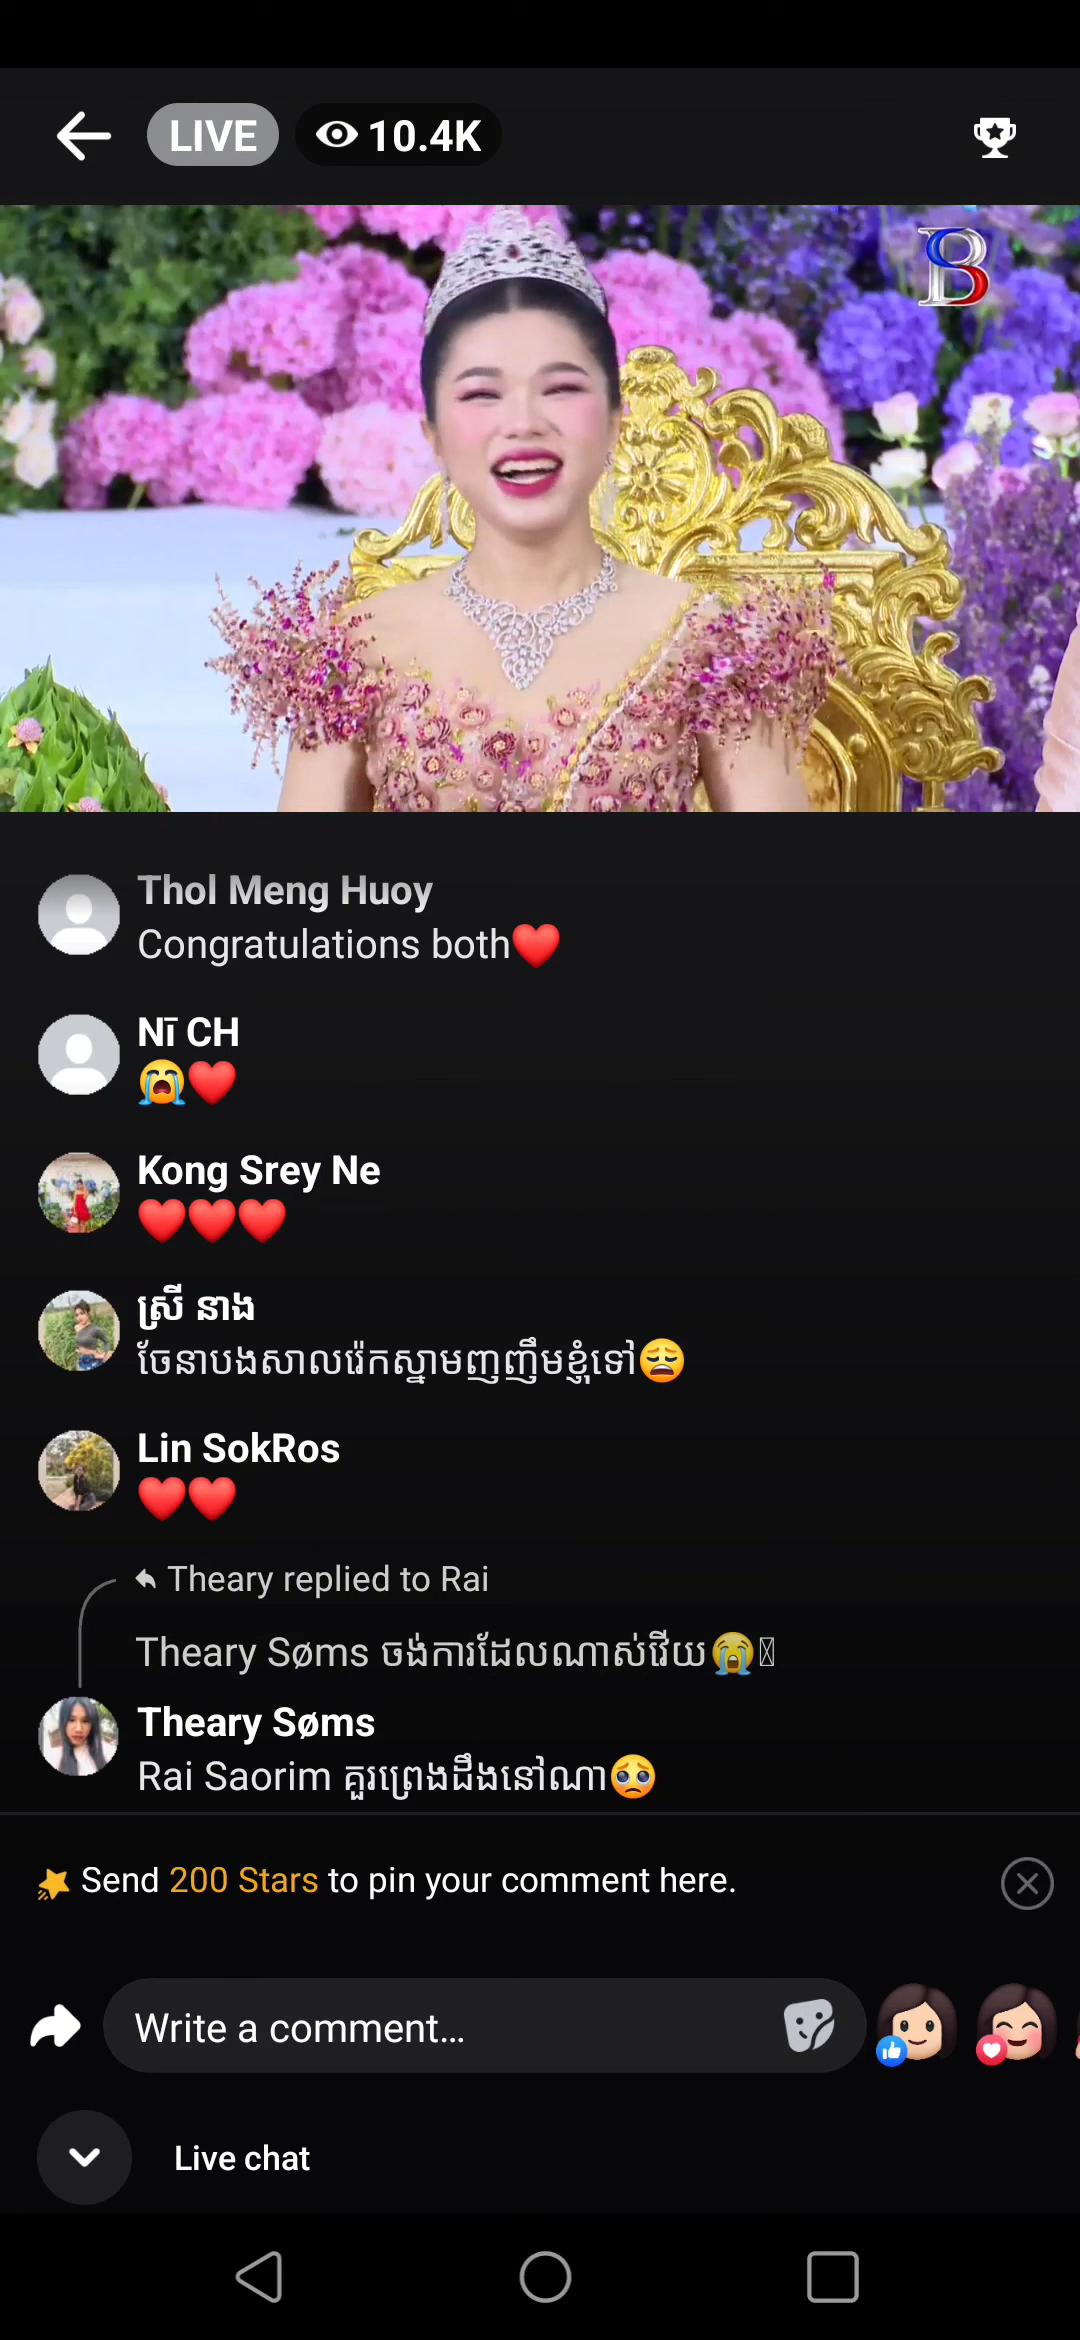 LIVE 10.4K
B
Thol Meng Huoy
Congratulations both❤️
Nī CH
😭❤️
Kong Srey Ne
❤️❤️❤️
ស្រី នាង
ចែនាបងសាលរ៉េកស្នាមញញឹមខ្ញុំទៅ😩
Lin SokRos
❤️❤️
Theary replied to Rai
Theary Søms ចង់ការដែលណាស់វើយ😭
Theary Søms
Rai Saorim គួរព្រេងដឹងនៅណា🥺
Send 200 Stars to pin your comment here.
Write a comment...
Live chat